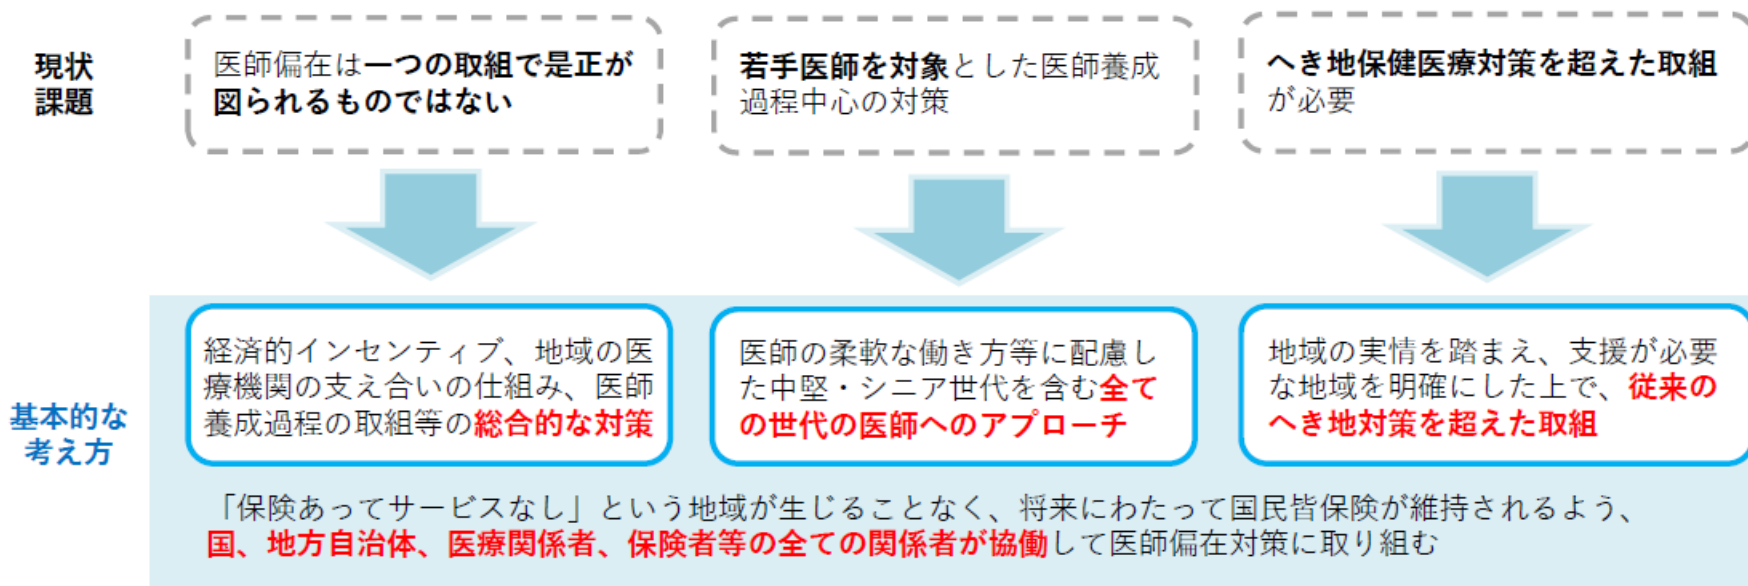 現状
課題
医師偏在は一つの取組で是正が
図られるものではない
若手医師を対象とした医師養成
過程中心の対策
へき地保健医療対策を超えた取組
が必要
基本的な
考え方
経済的インセンティブ、地域の医
療機関の支え合いの仕組み、医師
養成過程の取組等の総合的な対策
医師の柔軟な働き方等に配慮し
た中堅・シニア世代を含む全て
の世代の医師へのアプローチ
地域の実情を踏まえ、支援が必要
な地域を明確にした上で、従来の
へき地対策を超えた取組
「保険あってサービスなし」という地域が生じることなく、将来にわたって国民皆保険が維持されるよう、
国、地方自治体、医療関係者、保険者等の全ての関係者が協働して医師偏在対策に取り組む